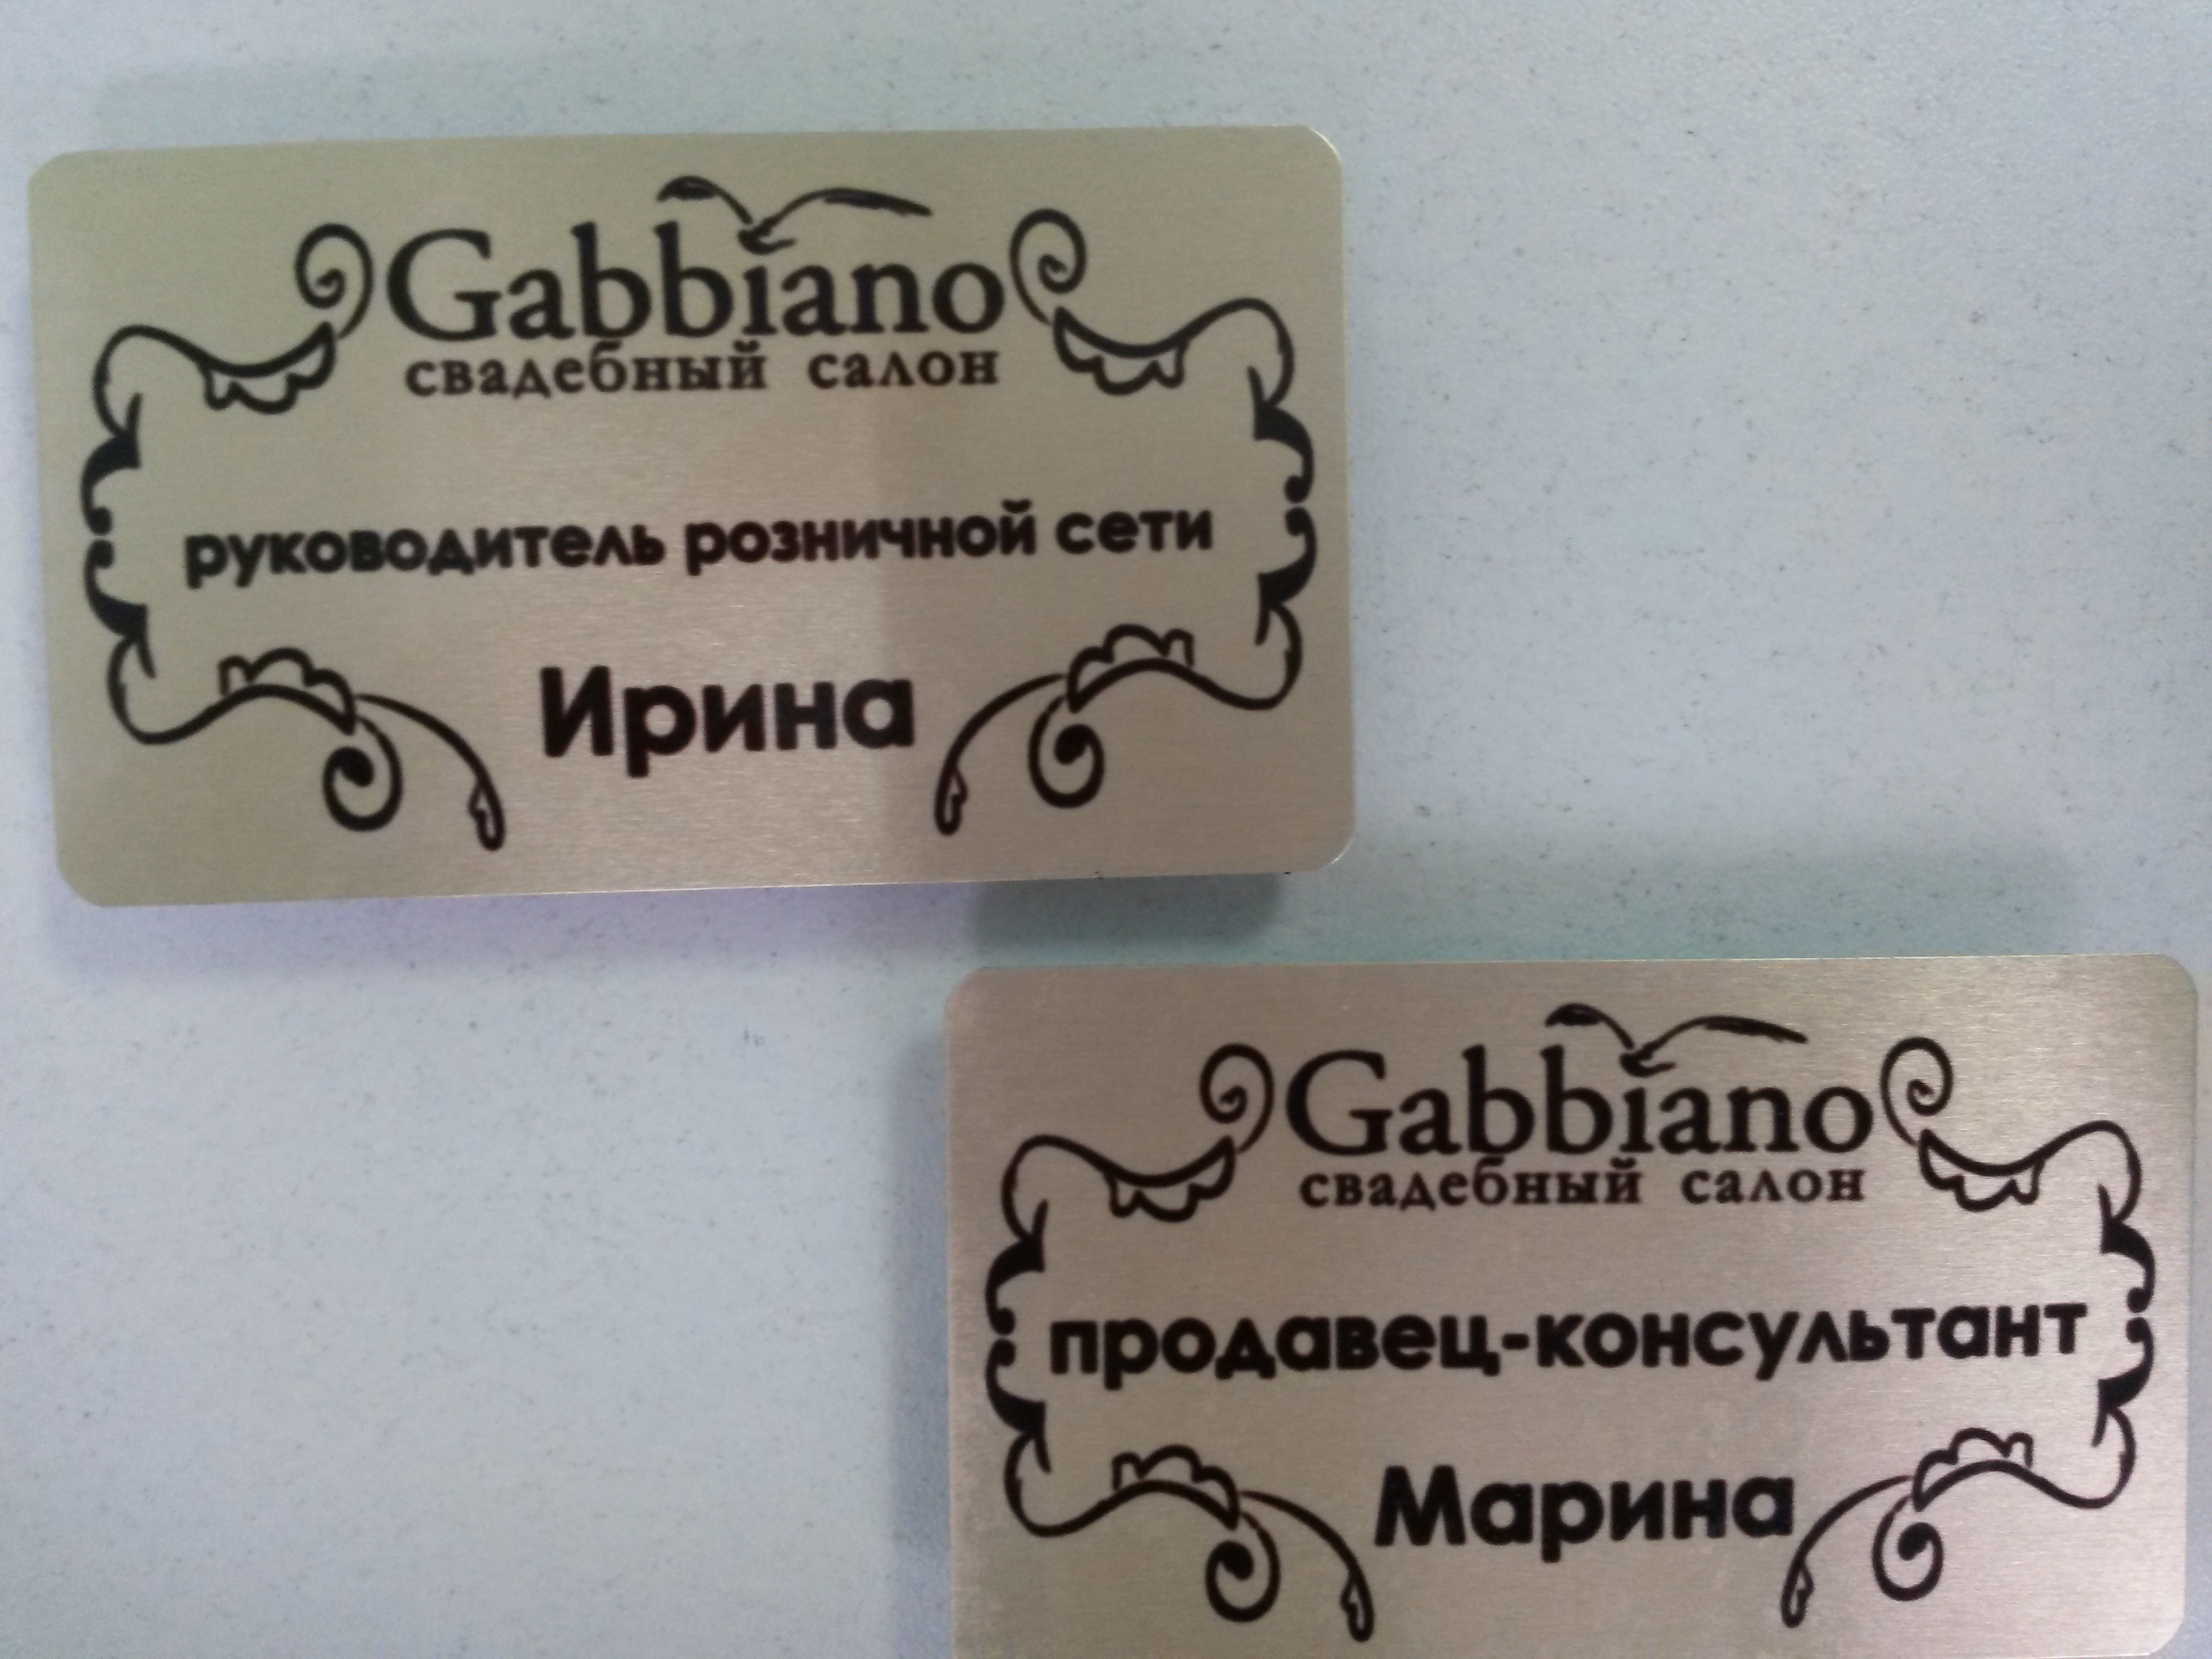 Gabbiano
свадебный салон
руководитель розничной сети
Ирина
Gabbiano
свадебный салон
продавец-консультант
Марина